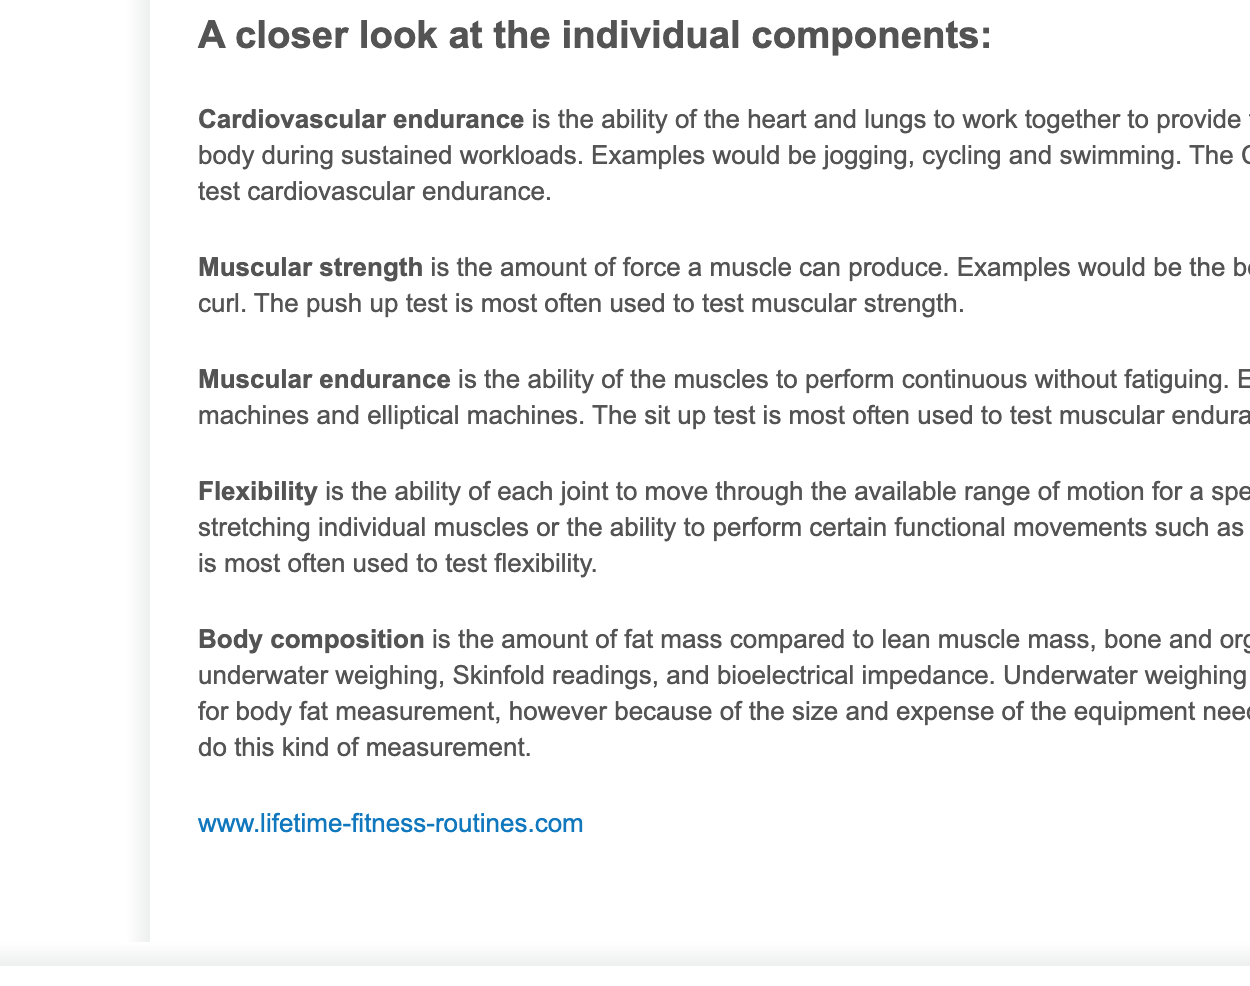 A closer look at the individual components:
Cardiovascular endurance is the ability of the heart and lungs to work together to provide
body during sustained workloads. Examples would be jogging, cycling and swimming. The
test cardiovascular endurance.
Muscular strength is the amount of force a muscle can produce. Examples would be the
curl. The push up test is most often used to test muscular strength.
Muscular endurance is the ability of the muscles to perform continuous without fatiguing.
machines and elliptical machines. The sit up test is most often used to test muscular
Flexibility is the ability of each joint to move through the available range of motion for a
stretching individual muscles or the ability to perform certain functional movements such as
is most often used to test flexibility.
Body composition is the amount of fat mass compared to lean muscle mass, bone and
underwater weighing, Skinfold readings, and bioelectrical impedance. Underwater weighing
for body fat measurement, however because of the size and expense of the equipment
do this kind of measurement.
www.lifetime-fitness-routines.com